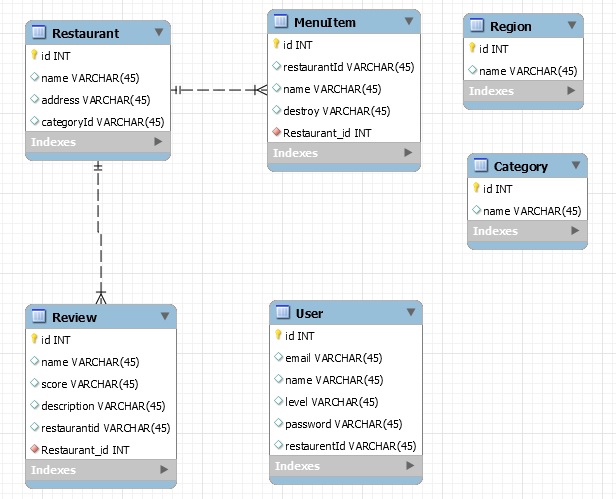 Restaurant
id INT
name VARCHAR(45)
address VARCHAR(45)
categoryId VARCHAR(45)
Indexes
MenuItem
id INT
restaurantId VARCHAR(45)
name VARCHAR(45)
destroy VARCHAR(45)
Restaurant_id INT
Indexes
Region
id INT
name VARCHAR(45)
Indexes
Category
id INT
name VARCHAR(45)
Indexes
Review
id INT
name VARCHAR(45)
score VARCHAR(45)
description VARCHAR(45)
restaurantid VARCHAR(45)
Restaurant_id INT
Indexes
User
id INT
email VARCHAR(45)
name VARCHAR(45)
level VARCHAR(45)
password VARCHAR(45)
restaurentId VARCHAR(45)
Indexes